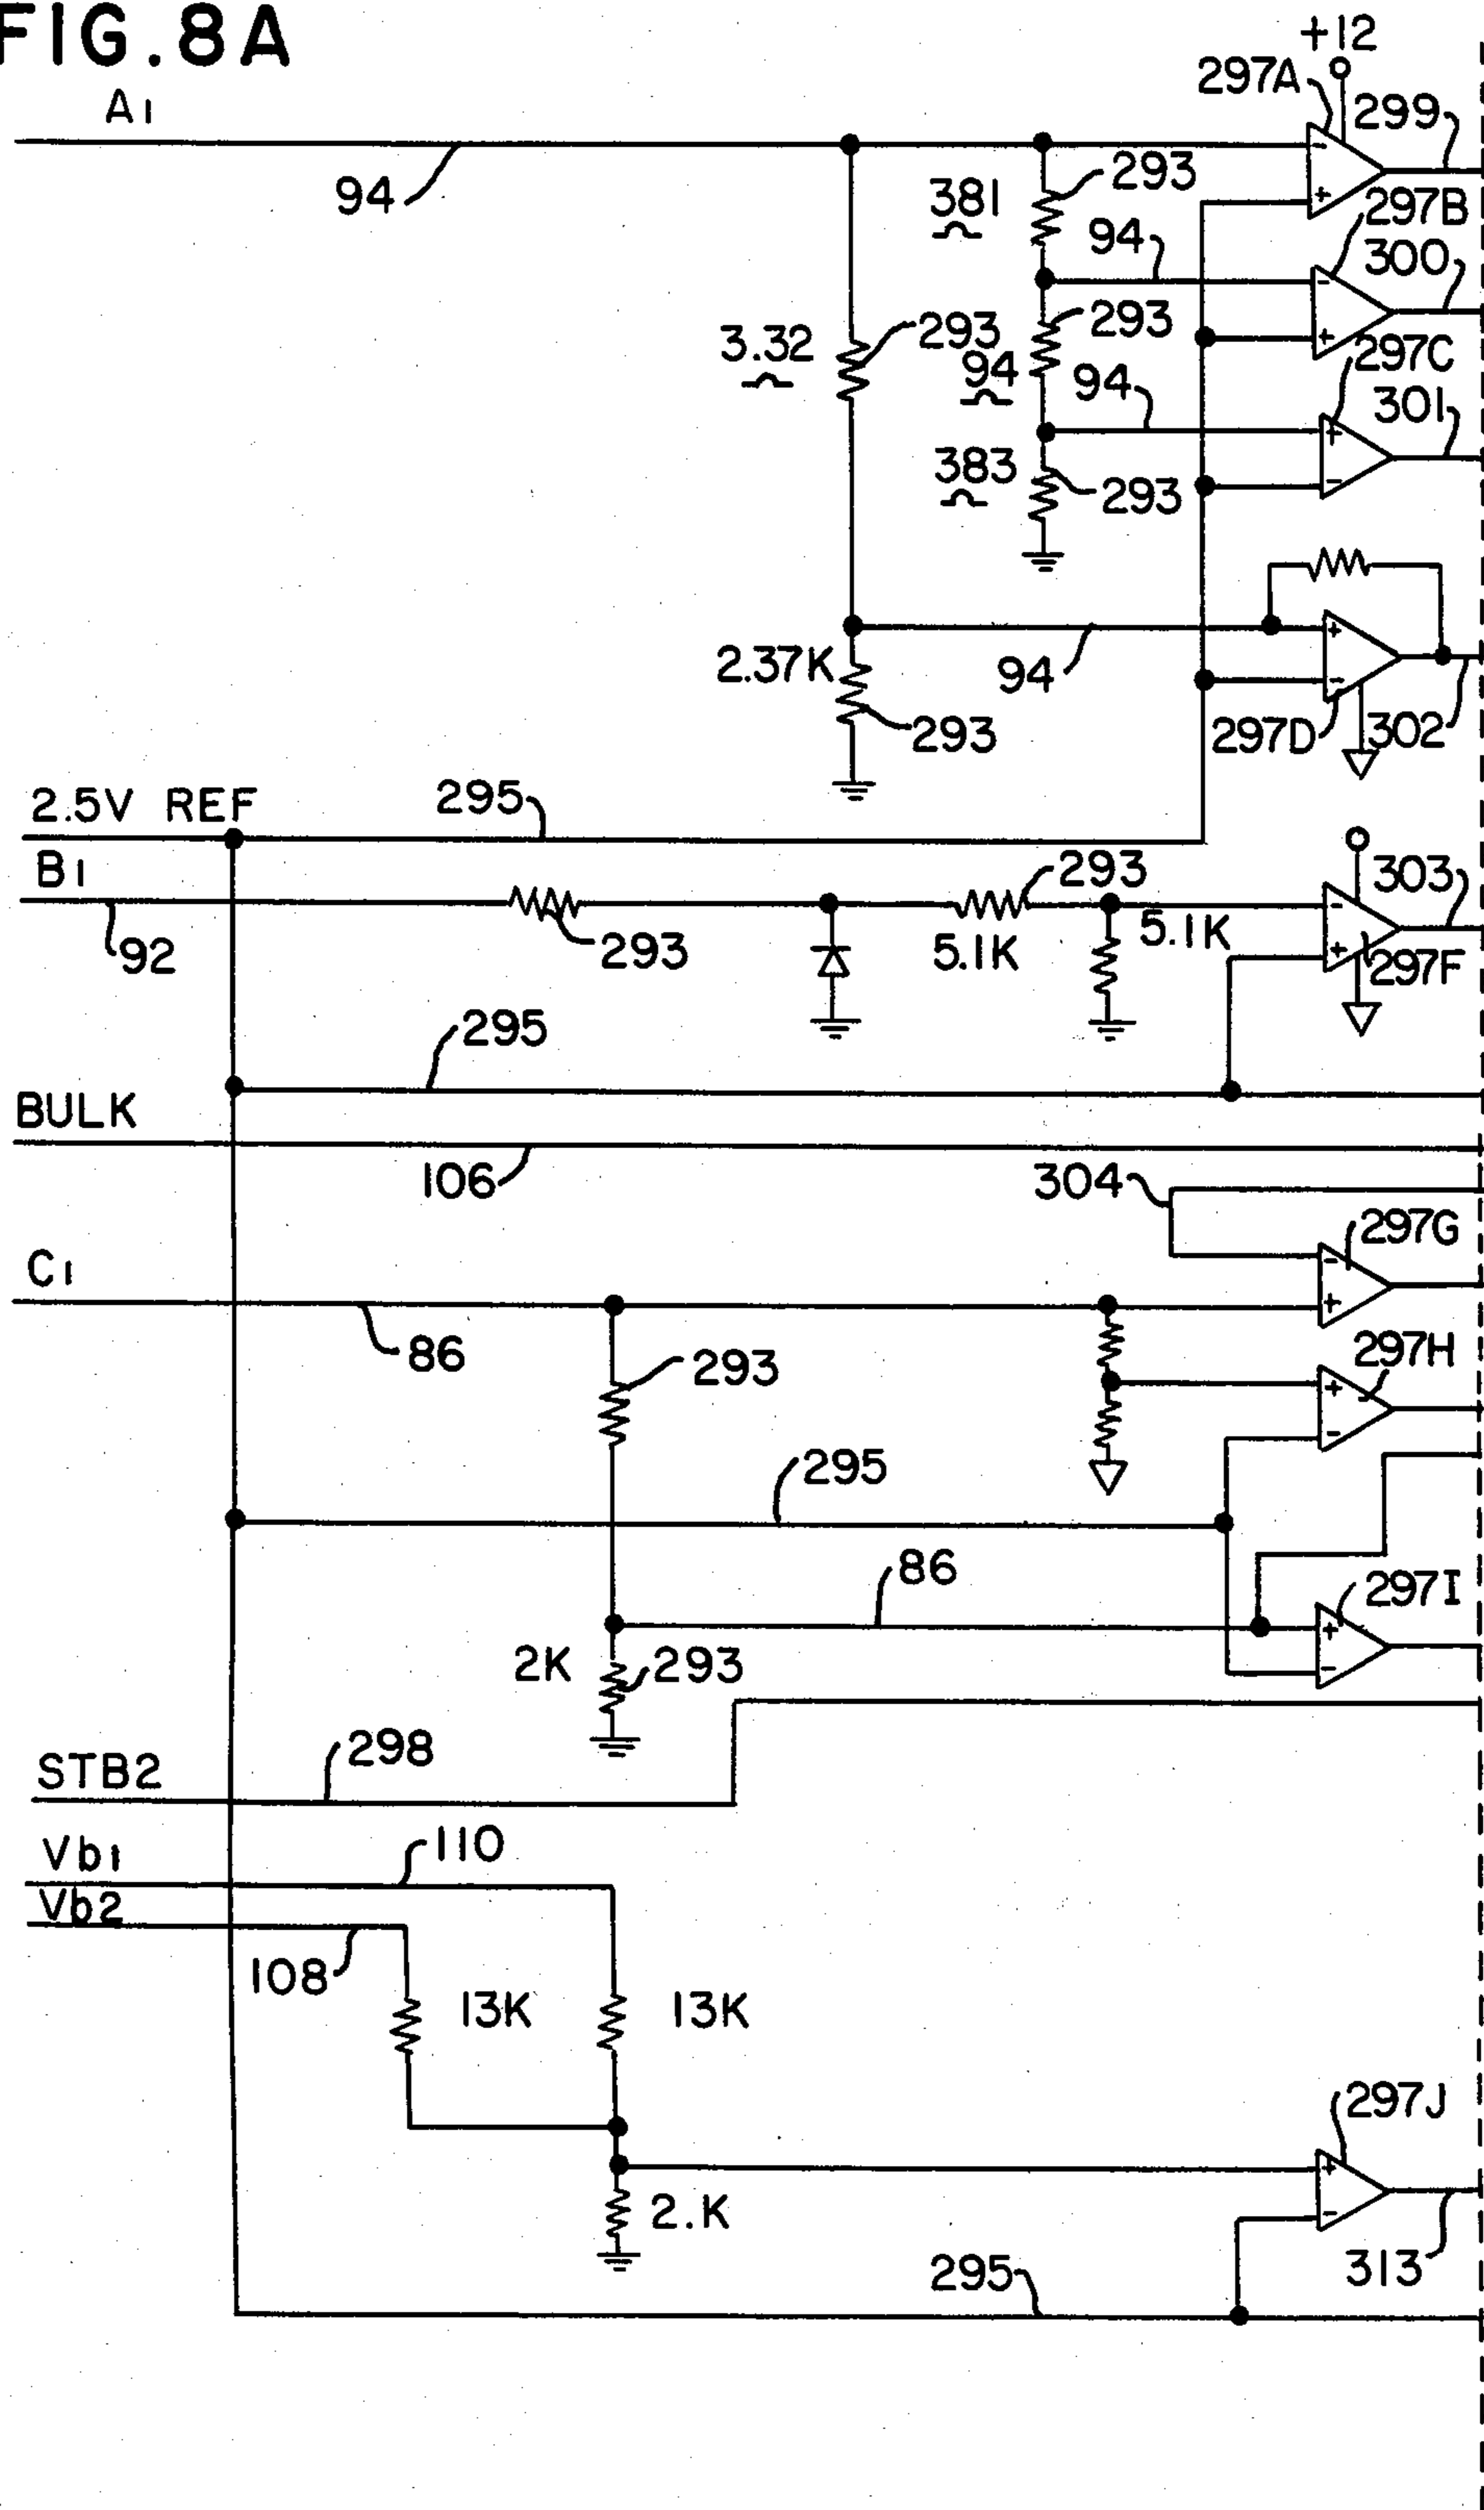 FIG.8A
+12
297A
A1
299
94
293
381
297B
94
300
293
3.32
293
297C
94
94
301
383
293
2.37K
94
293
297D
302
2.5V REF
295
B1
293
303
92
293
5.1K
5.1K
297F
295
BULK
106
304
297G
C1
86
293
297H
295
86
297I
2K
293
298
STB2
110
Vb1
Vb2
108
13K
13K
297J
2.K
295
313